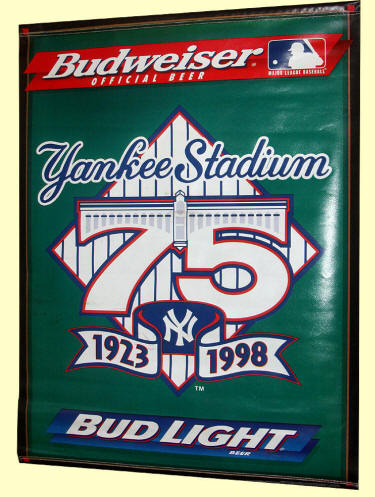 Budweiser®
OFFICIAL BEER
MAJOR LEAGUE BASEBALL
Yankee Stadium
75
NY
1923 1998
TM
BUD LIGHT
BEER